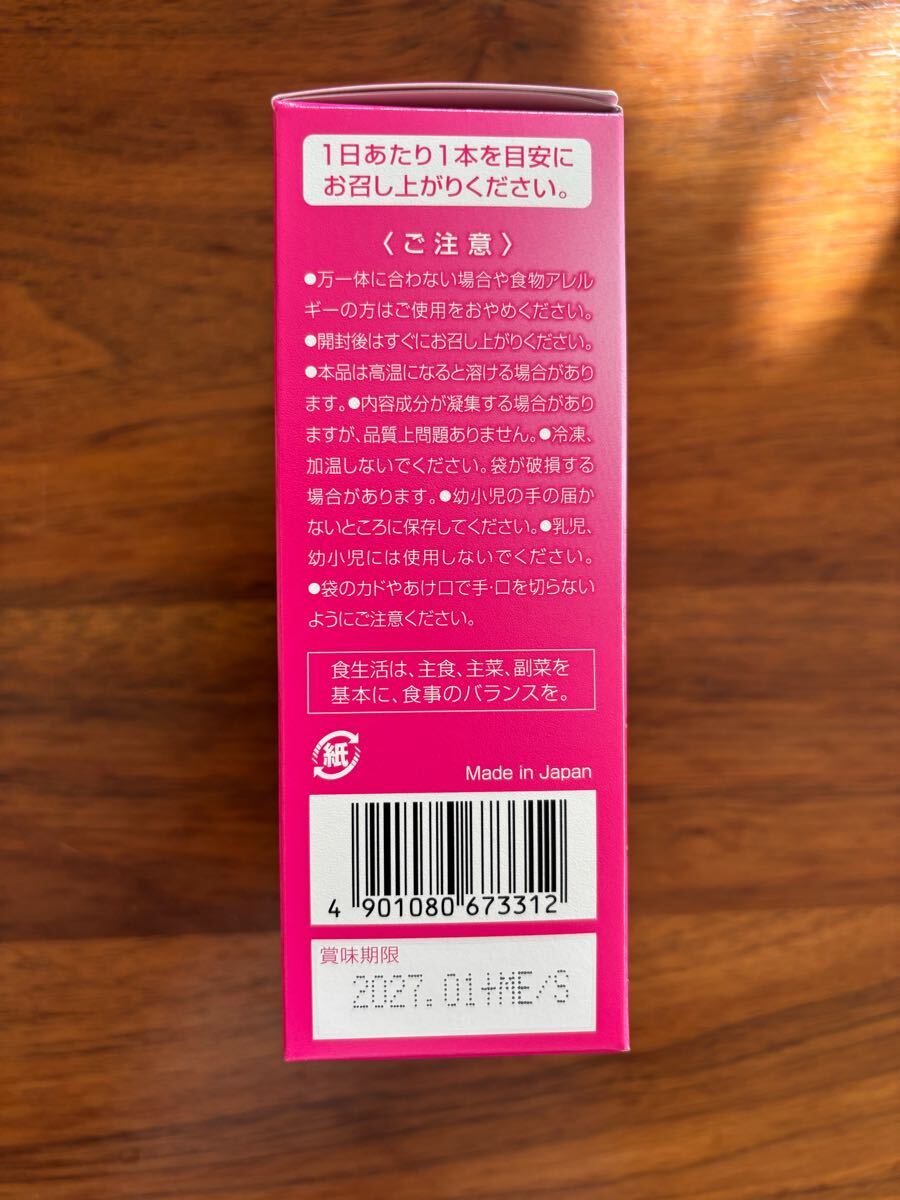 1日あたり1本を目安に
お召し上がりください。
〈ご注意〉
●万一体に合わない場合や食物アレル
ギーの方はご使用をおやめください。
●開封後はすぐにお召し上がりください。
●本品は高温になると溶ける場合があり
ます。●内容成分が凝集する場合があり
ますが、品質上問題ありません。●冷凍、
加温しないでください。袋が破損する
場合があります。●幼小児の手の届か
ないところに保存してください。●乳児、
幼小児には使用しないでください。
●袋のカドやあけ口で手・口を切らない
ようにご注意ください。
食生活は、主食、主菜、副菜を
基本に、食事のバランスを。
紙
Made in Japan
4 901080 673312
賞味期限
2027.01+ME/S